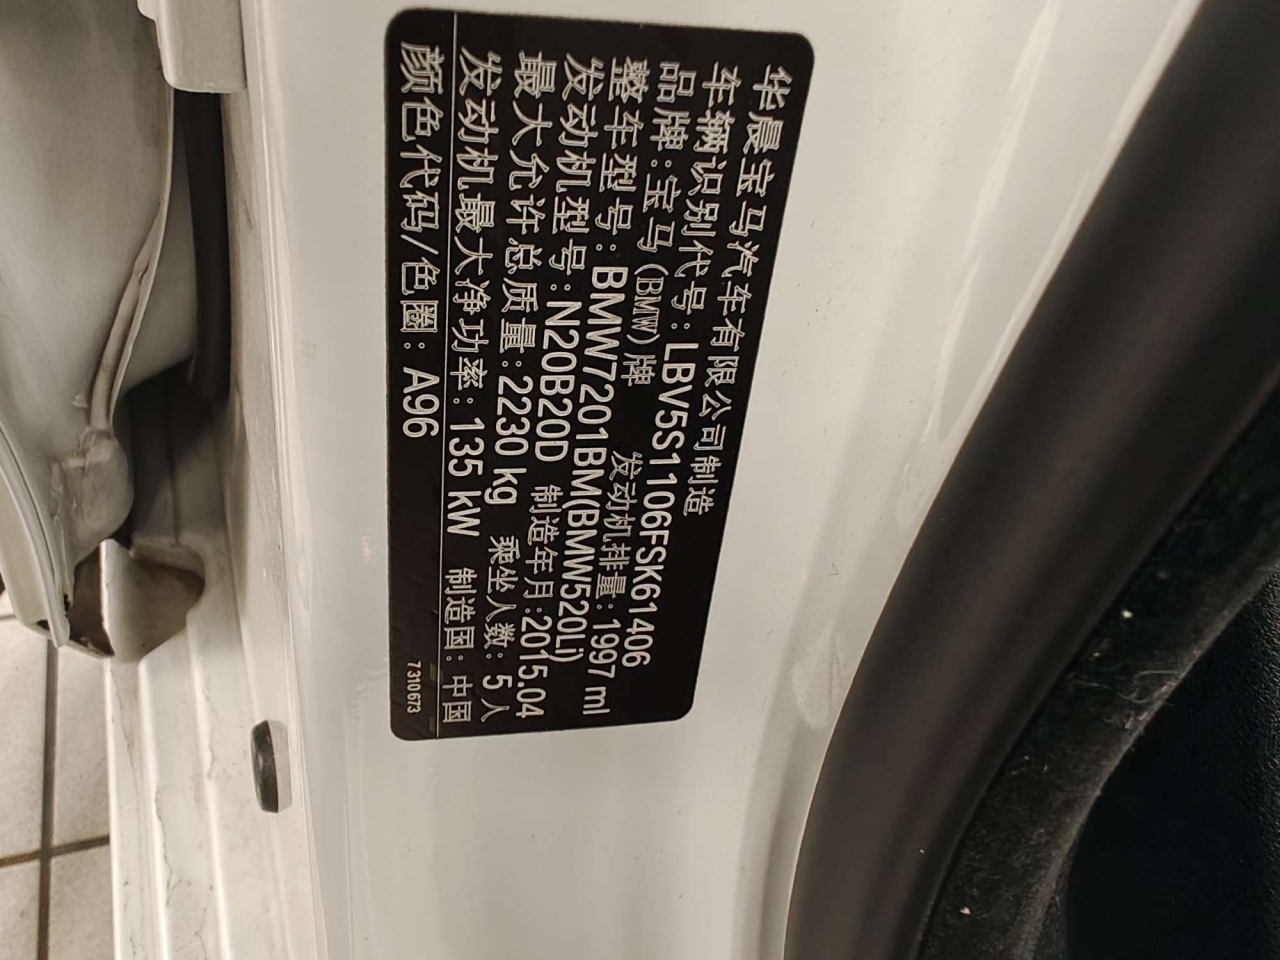 华晨宝马汽车有限公司制造
车辆识别代号：LBV5S1106FSK61406
品牌：宝马（BMW）牌 发动机排量：1997 ml
整车型号：BMW7201BM(BMW520Li)
发动机型号：N20B20D 制造年月：2015.04
最大允许总质量：2230 kg 乘坐人数：5人
发动机最大净功率：135 kW 制造国：中国
颜色代码/色圈：A96 7310673